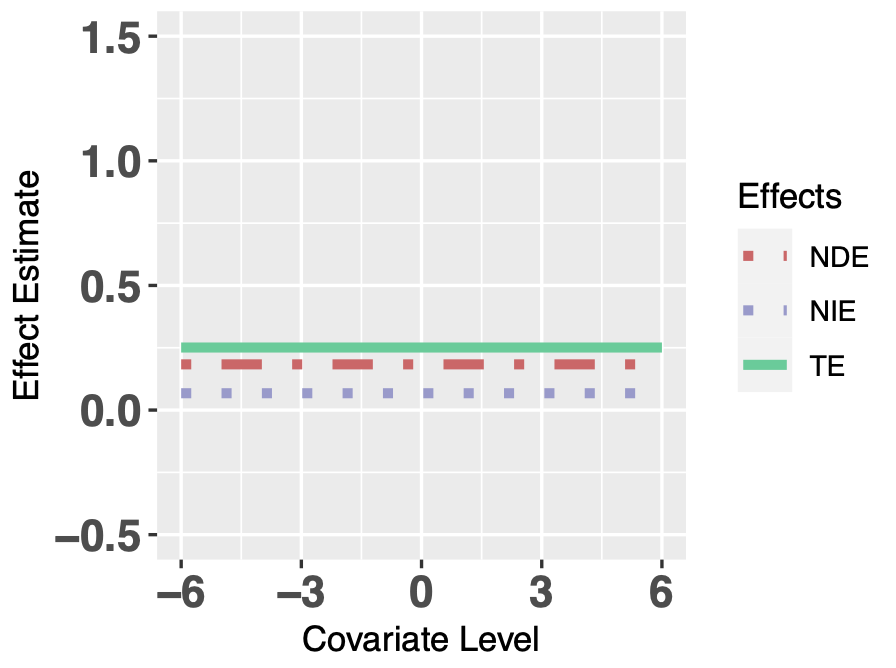 1.5
1.0
0.5
0.0
−0.5
Effect Estimate
−6 −3 0 3 6
Covariate Level
Effects
NDE
NIE
TE